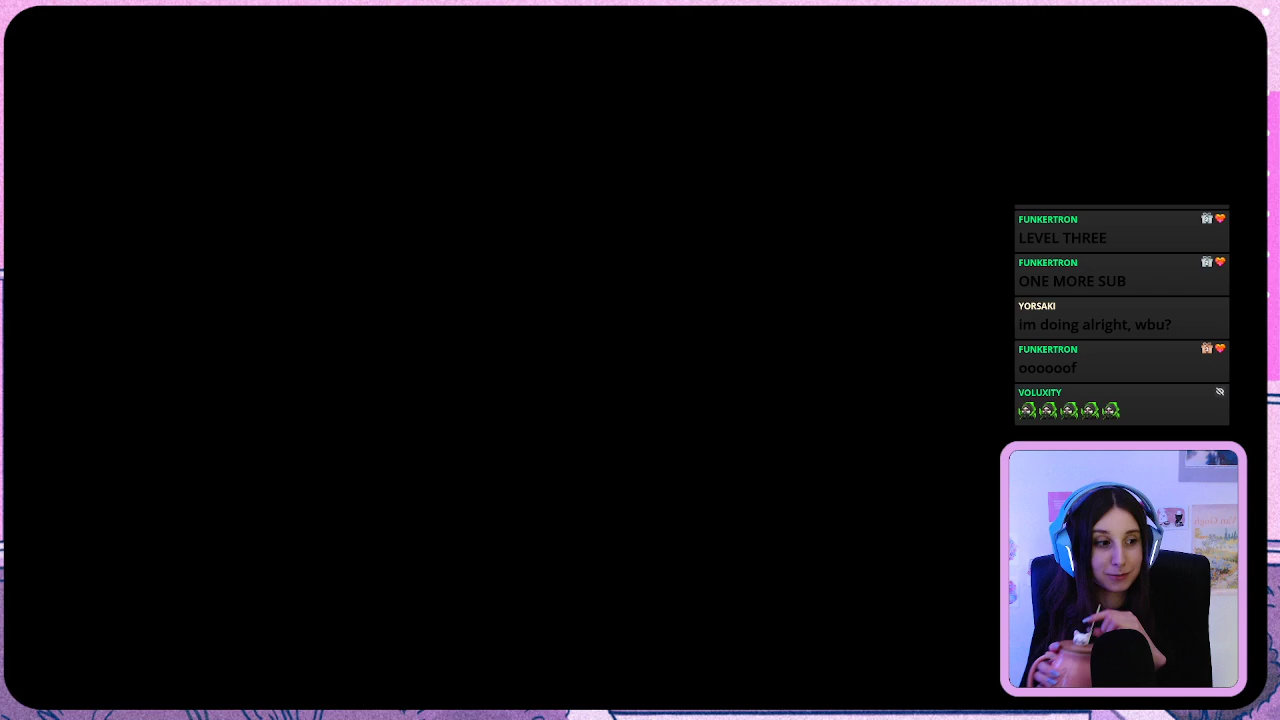 FUNKERTRON
LEVEL THREE
FUNKERTRON
ONE MORE SUB
YORSAKI
im doing alright, wbu?
FUNKERTRON
oooooof
VOLUXITY